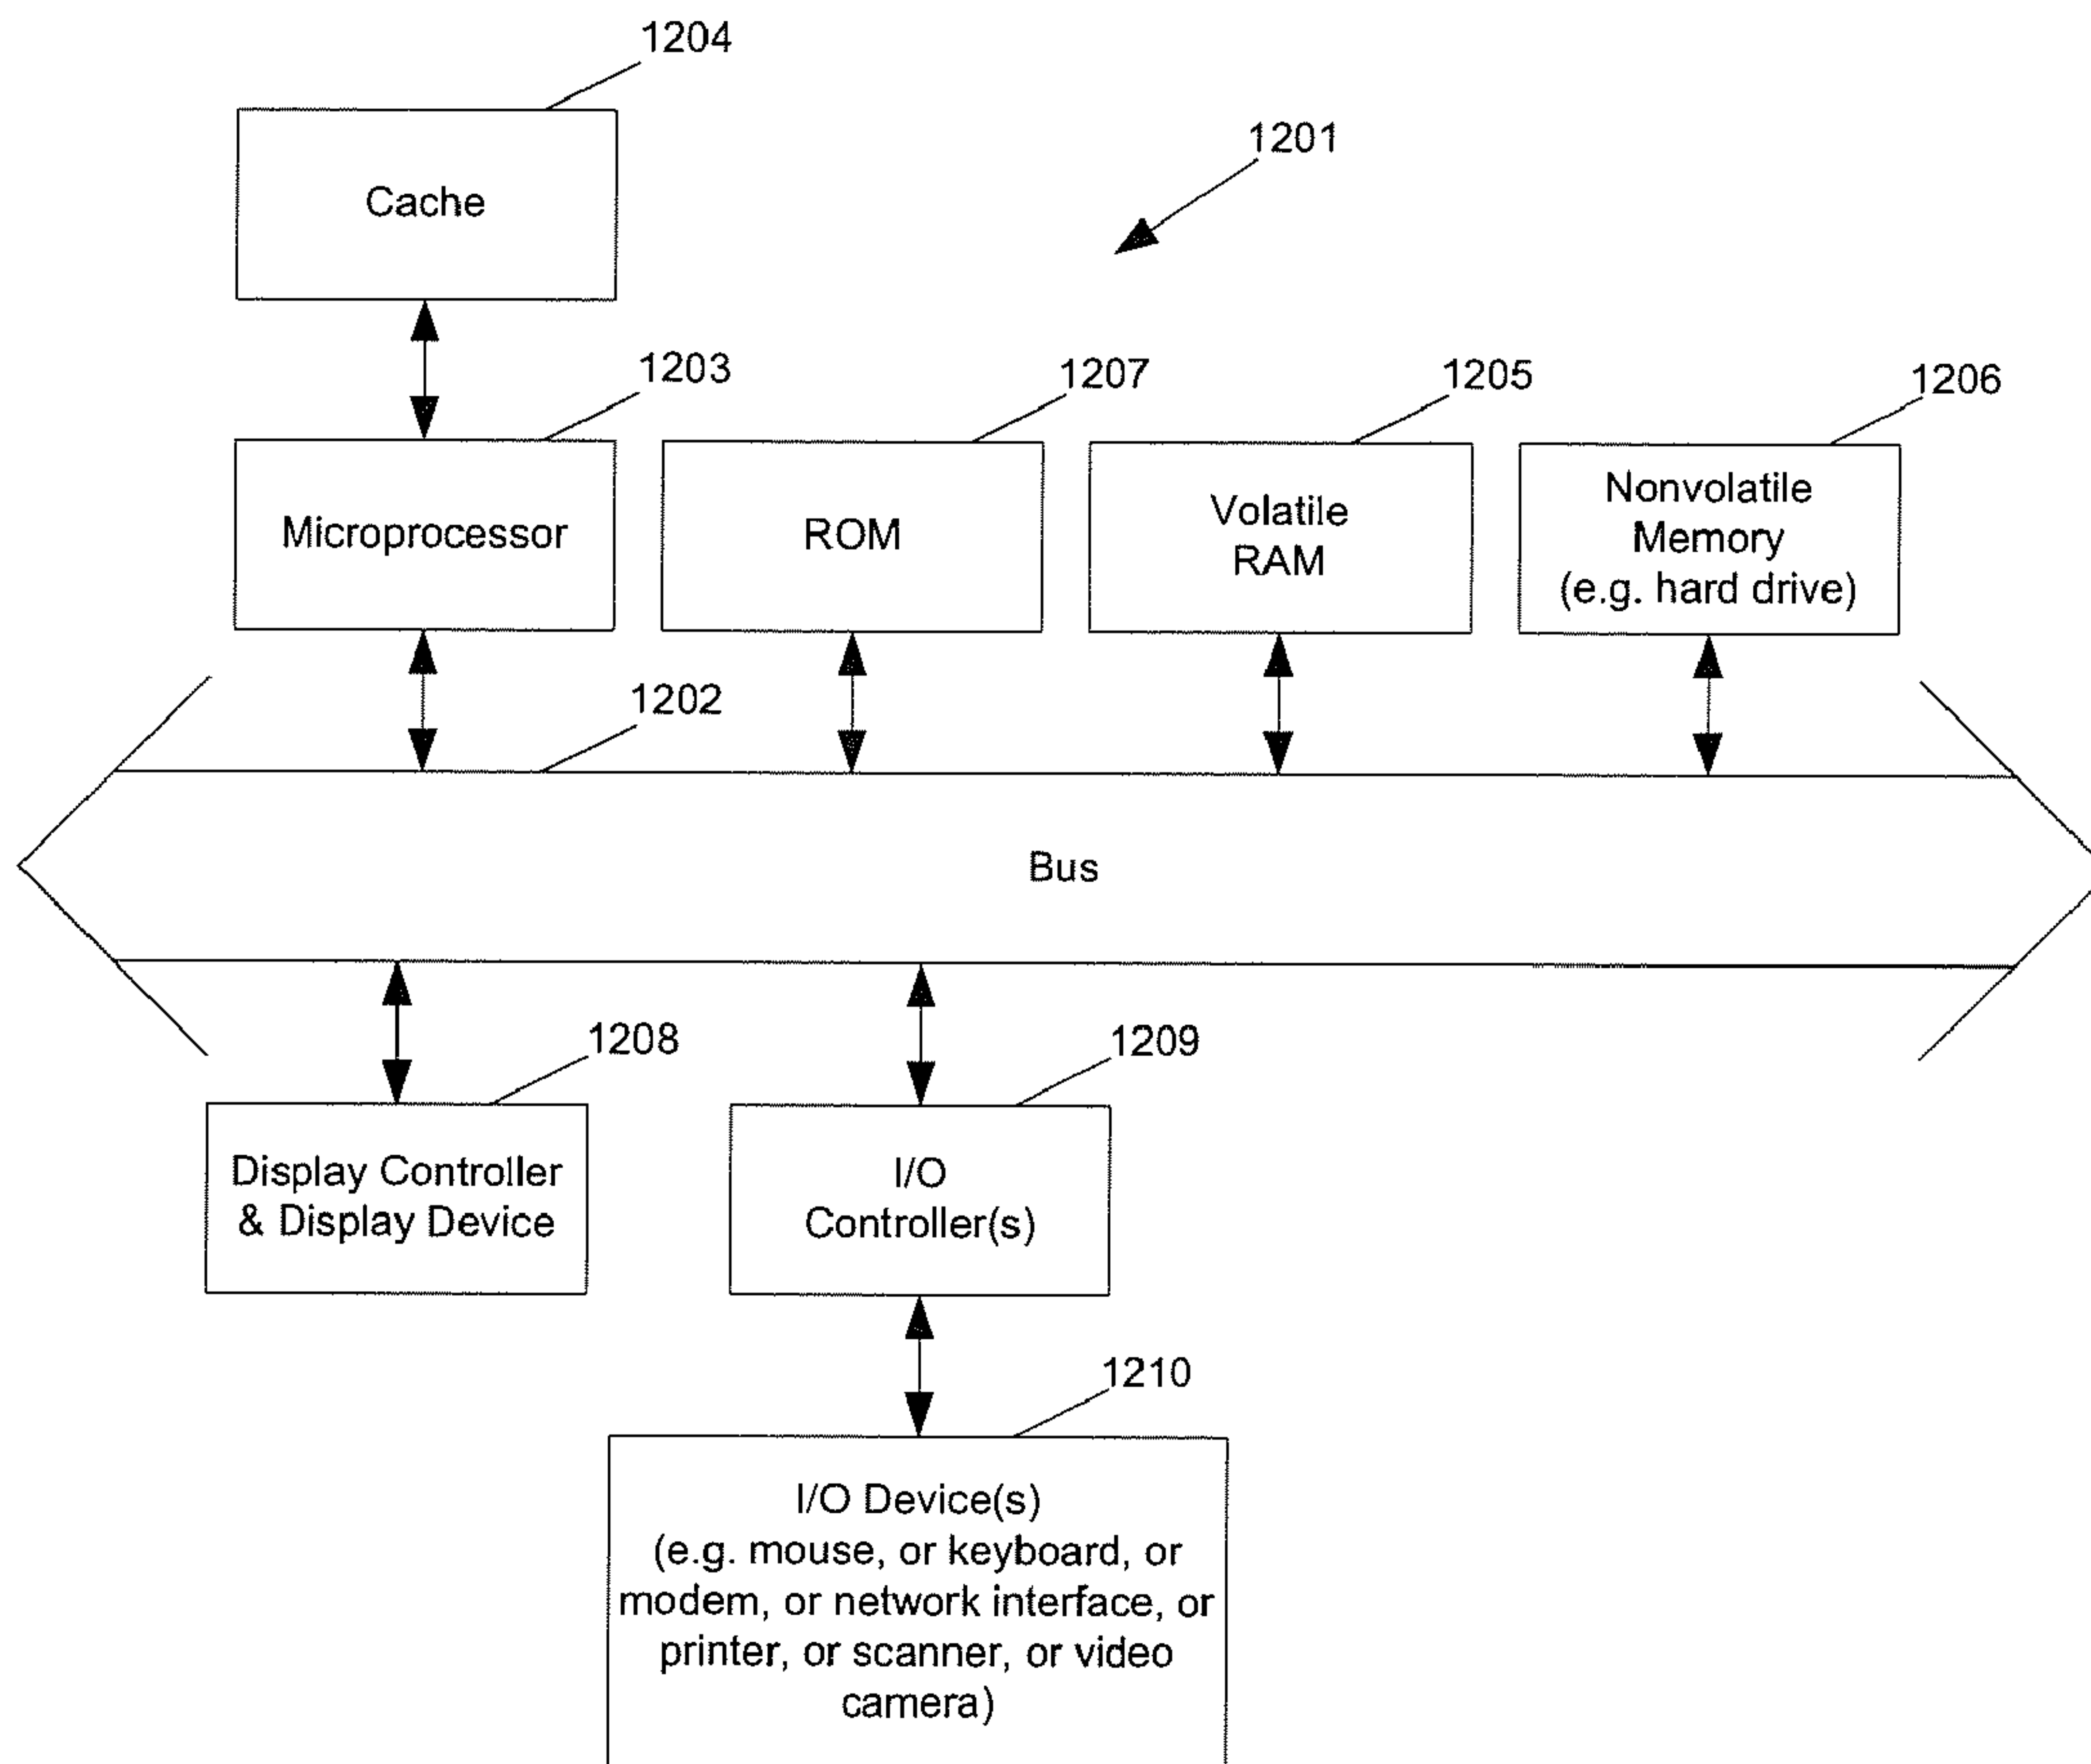 1204
1201
Cache
1203
1207
1205
1206
Microprocessor
ROM
Volatile
RAM
Nonvolatile
Memory
(e.g. hard drive)
1202
Bus
1208
1209
Display Controller
& Display Device
I/O
Controller(s)
1210
I/O Device(s)
(e.g. mouse, or keyboard, or
modem, or network interface, or
printer, or scanner, or video
camera)